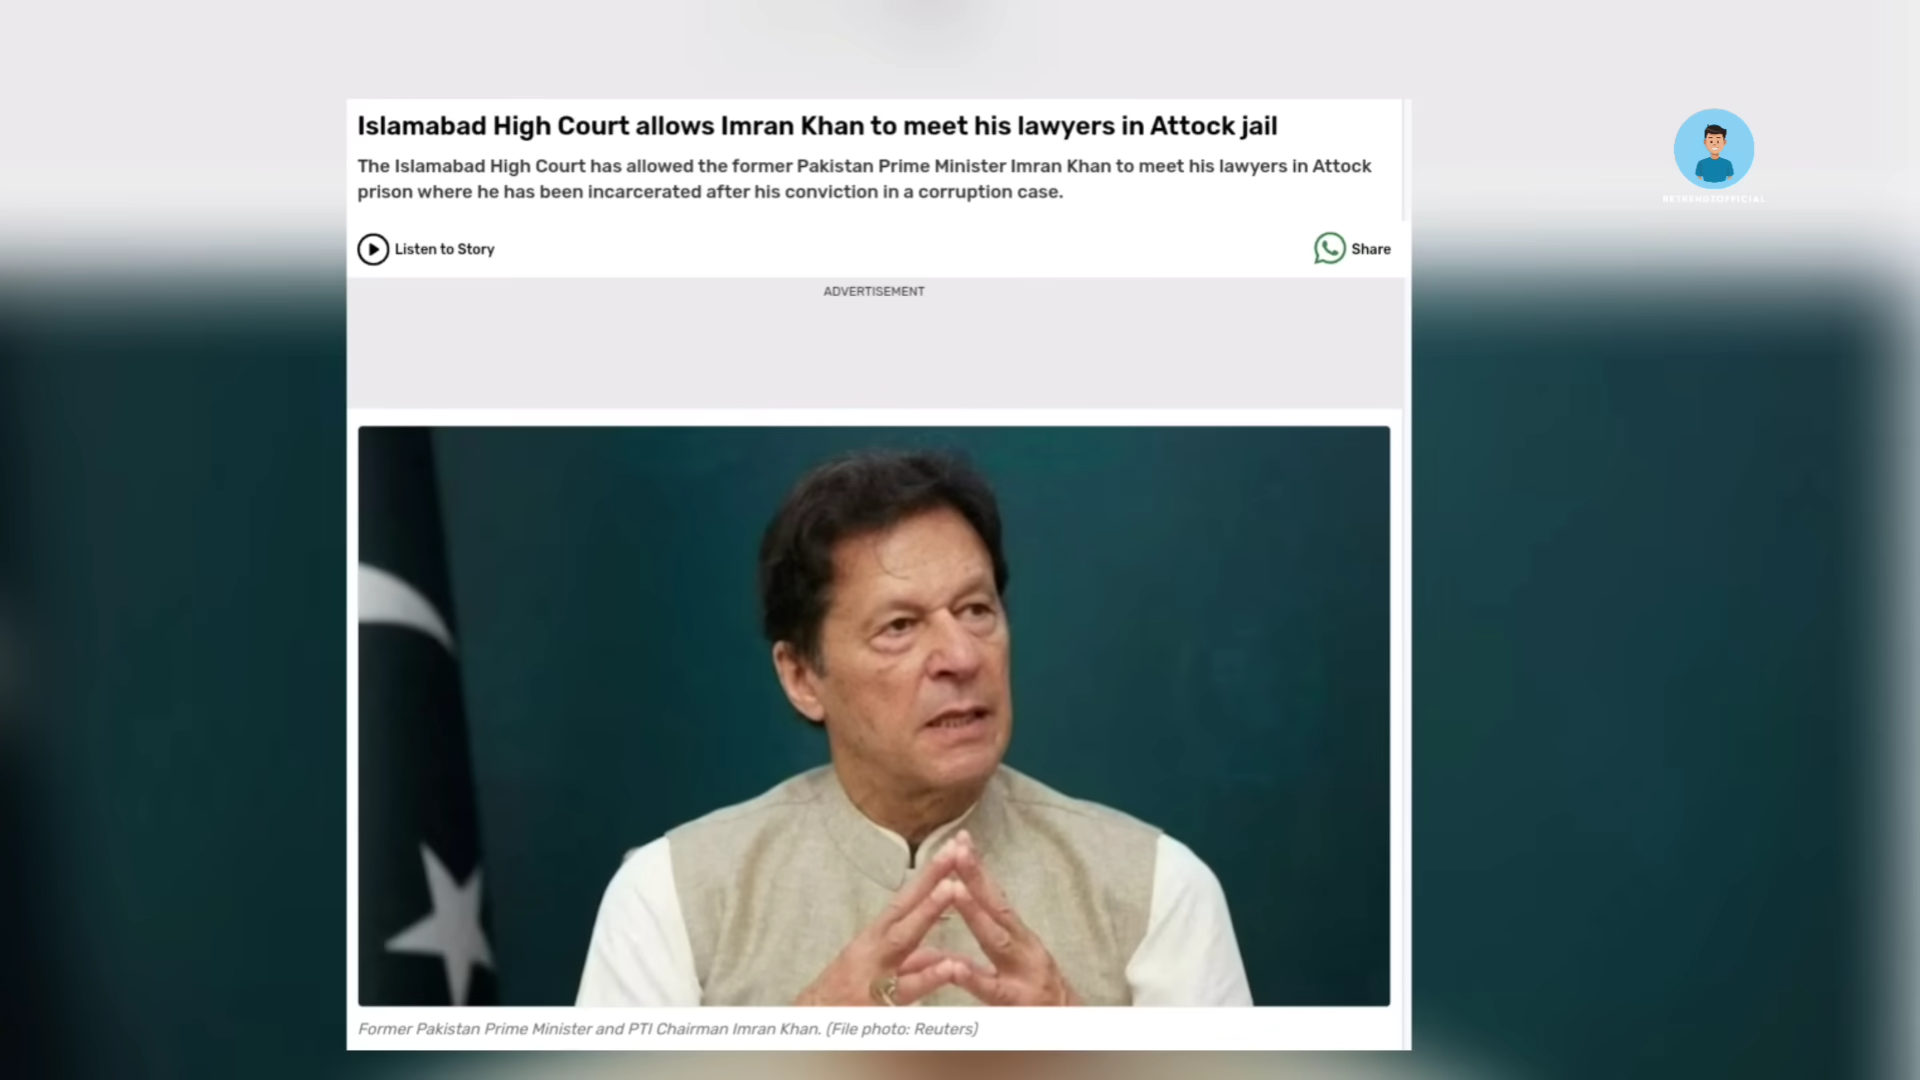 Islamabad High Court allows Imran Khan to meet his lawyers in Attock jail
The Islamabad High Court has allowed the former Pakistan Prime Minister Imran Khan to meet his lawyers in Attock
prison where he has been incarcerated after his conviction in a corruption case.
Listen to Story
Share
ADVERTISEMENT
Former Pakistan Prime Minister and PTI Chairman Imran Khan. (File photo: Reuters)